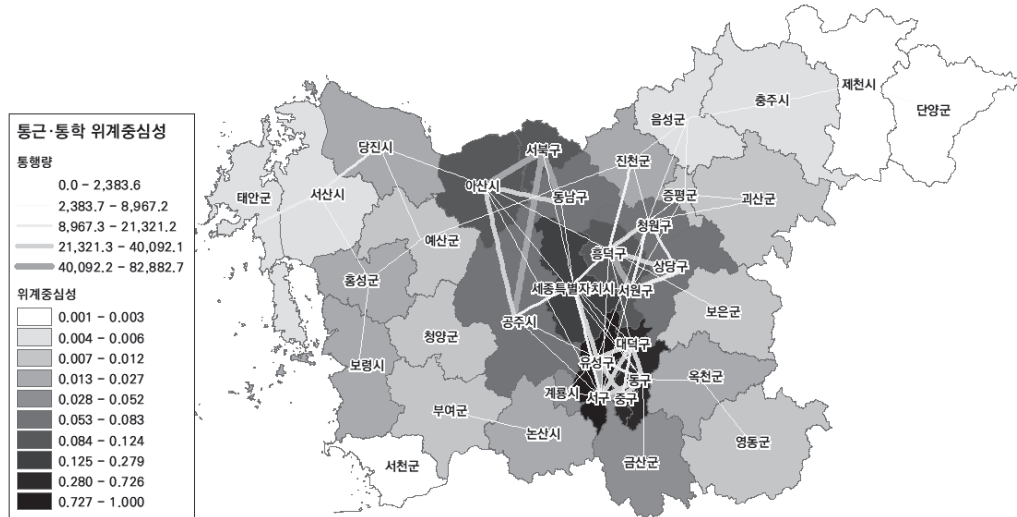 통근·통학 위계중심성
통행량
0.0 – 2,383.6
2,383.7 – 8,967.2
8,967.3 – 21,321.2
21,321.3 – 40,092.1
40,092.2 – 82,882.7
위계중심성
0.001 – 0.003
0.004 – 0.006
0.007 – 0.012
0.013 – 0.027
0.028 – 0.052
0.053 – 0.083
0.084 – 0.124
0.125 – 0.279
0.280 – 0.726
0.727 – 1.000
제천시
단양군
충주시
음성군
서북구
당진시
진천군
아산시
동남구
증평군
괴산군
태안군
서산시
청원구
예산군
흥덕구
상당구
홍성군
세종특별자치시
서원구
보은군
공주시
청양군
대덕구
유성구
보령시
동구
옥천군
계룡시
서구
중구
부여군
논산시
영동군
금산군
서천군